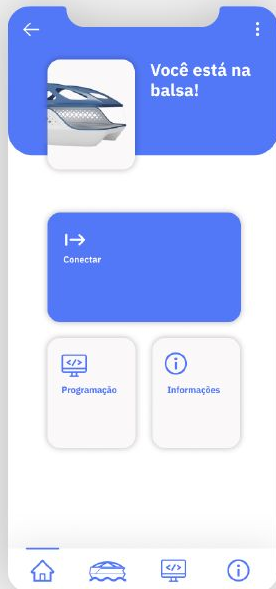 Você está na
balsa!
Conectar
Programação
Informações